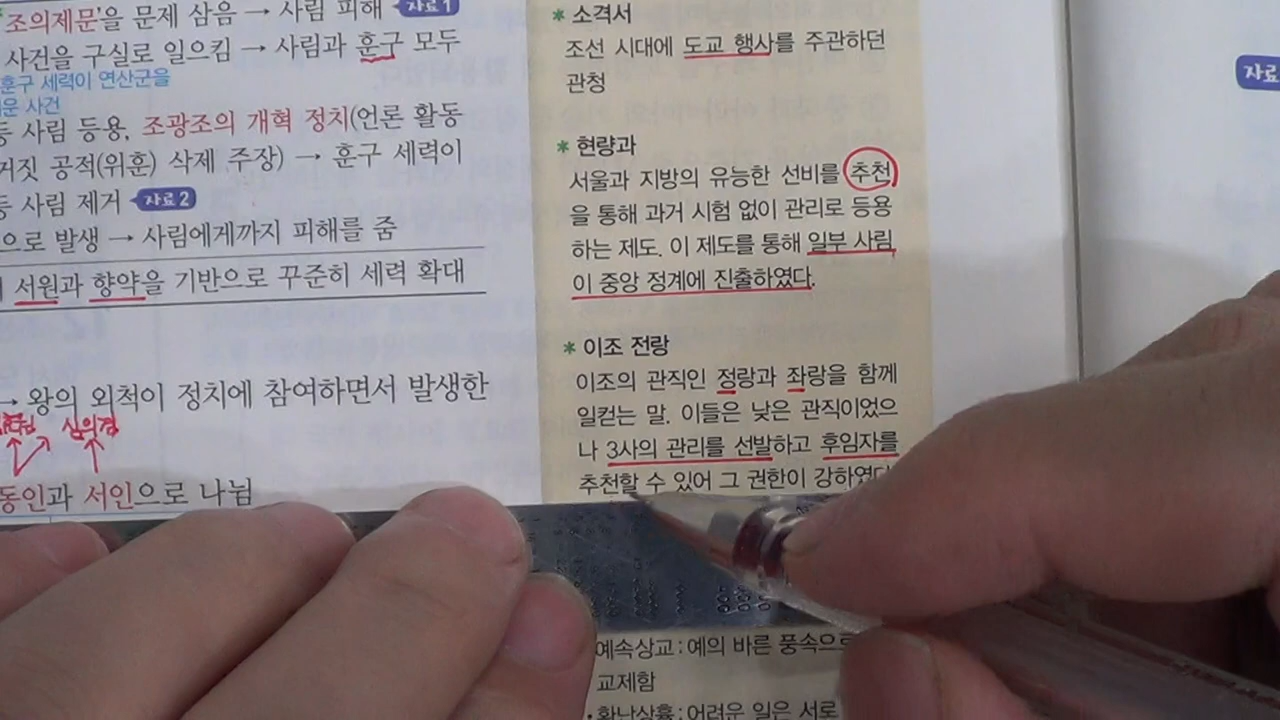 '조의제문'을 문제 삼음 → 사림 피해 자료1
사건을 구실로 일으킴 → 사림과 훈구 모두
훈구 세력이 연산군을
사건
사림 등용, 조광조의 개혁 정치(언론 활동
거짓 공적(위훈) 삭제 주장) → 훈구 세력이
사림 제거 자료2
으로 발생 → 사림에게까지 피해를 줌
서원과 향약을 기반으로 꾸준히 세력 확대
→ 왕의 외척이 정치에 참여하면서 발생한
심의겸
동인과 서인으로 나뉨
* 소격서
조선 시대에 도교 행사를 주관하던
관청
* 현량과
서울과 지방의 유능한 선비를 추천
을 통해 과거 시험 없이 관리로 등용
하는 제도. 이 제도를 통해 일부 사림
이 중앙 정계에 진출하였다.
* 이조 전랑
이조의 관직인 정랑과 좌랑을 함께
일컫는 말. 이들은 낮은 관직이었으
나 3사의 관리를 선발하고 후임자를
추천할 수 있어 그 권한이 강하였다
예속상교: 예의 바른 풍속으로
교제함
• 환난상휼: 어려운 일은 서로
자료